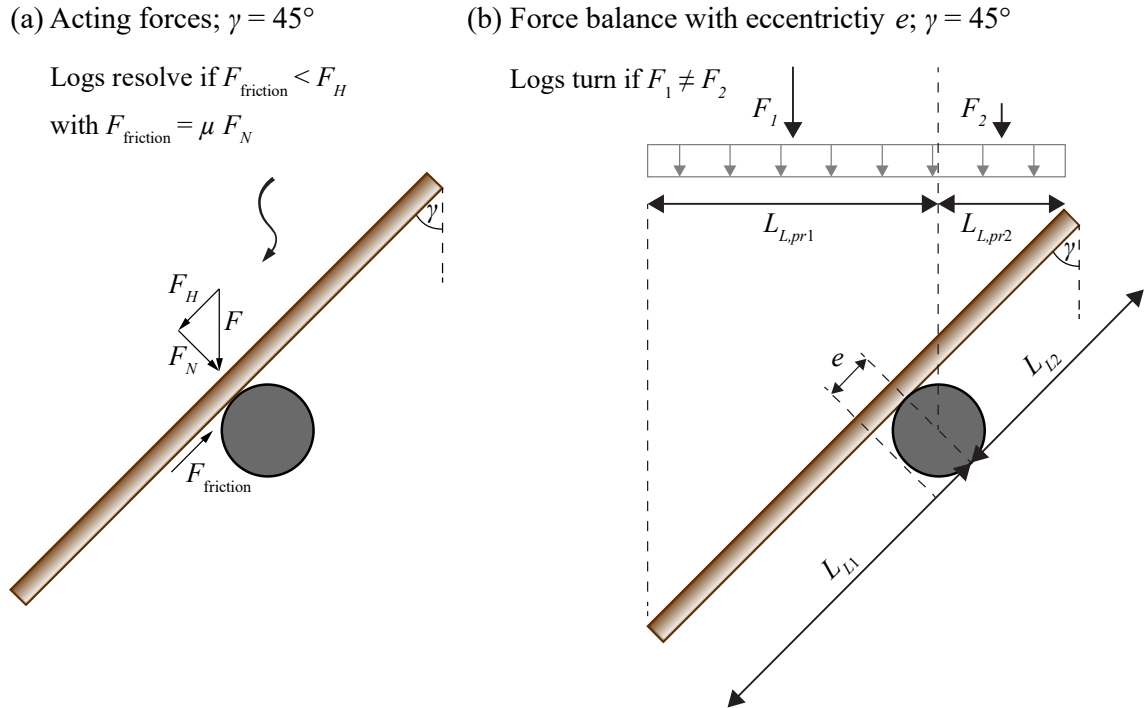 (a) Acting forces; γ = 45°
Logs resolve if F_friction < F_H
with F_friction = μ F_N
γ
F_H
F
F_N
F_friction
(b) Force balance with eccentrictiy e; γ = 45°
Logs turn if F_1 ≠ F_2
F_1
F_2
L_L,pr1
L_L,pr2
γ
e
L_L2
L_L1